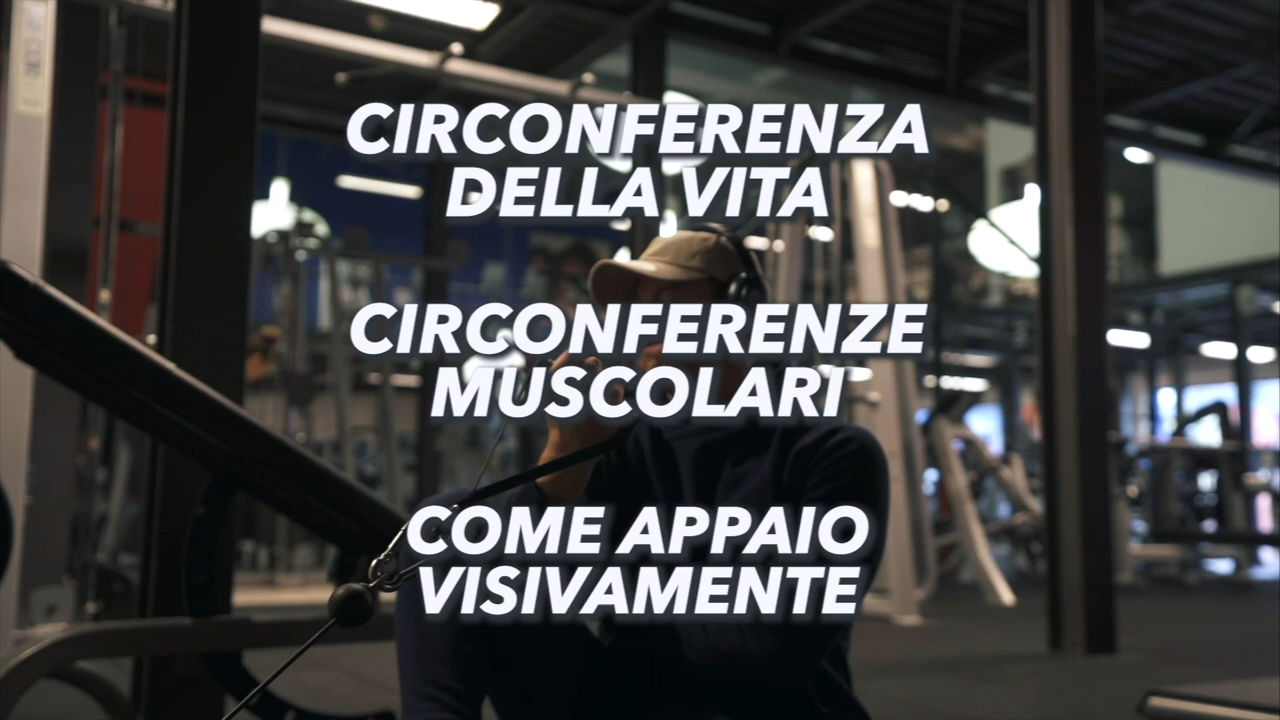 CIRCONFERENZA
DELLA VITA
CIRCONFERENZE
MUSCOLARI
COME APPAIO
VISIVAMENTE